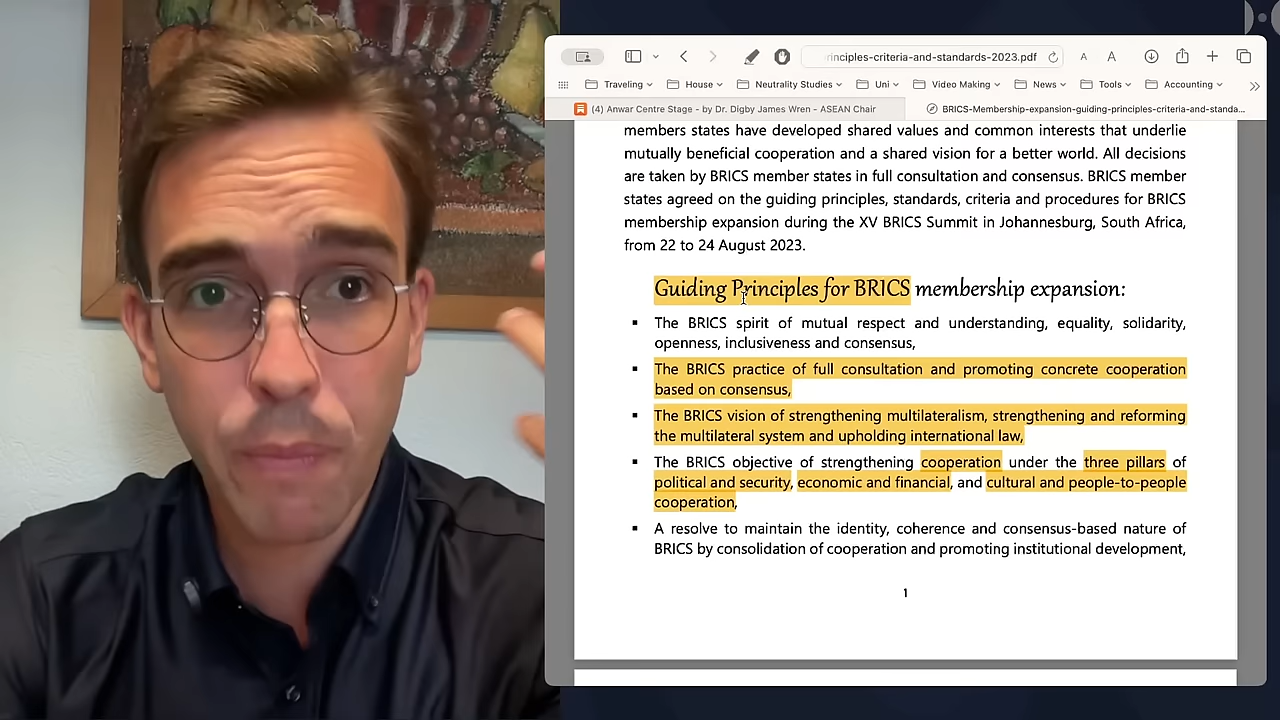 rinciples-criteria-and-standards-2023.pdf
A A
Traveling House Neutrality Studies Uni Video Making News Tools Accounting
(4) Anwar Centre Stage - by Dr. Digby James Wren - ASEAN Chair
BRICS-Membership-expansion-guiding-principles-criteria-and-standa...
members states have developed shared values and common interests that underlie
mutually beneficial cooperation and a shared vision for a better world. All decisions
are taken by BRICS member states in full consultation and consensus. BRICS member
states agreed on the guiding principles, standards, criteria and procedures for BRICS
membership expansion during the XV BRICS Summit in Johannesburg, South Africa,
from 22 to 24 August 2023.
Guiding Principles for BRICS membership expansion:
▪ The BRICS spirit of mutual respect and understanding, equality, solidarity,
openness, inclusiveness and consensus,
▪ The BRICS practice of full consultation and promoting concrete cooperation
based on consensus,
▪ The BRICS vision of strengthening multilateralism, strengthening and reforming
the multilateral system and upholding international law,
▪ The BRICS objective of strengthening cooperation under the three pillars of
political and security, economic and financial, and cultural and people-to-people
cooperation,
▪ A resolve to maintain the identity, coherence and consensus-based nature of
BRICS by consolidation of cooperation and promoting institutional development,
1